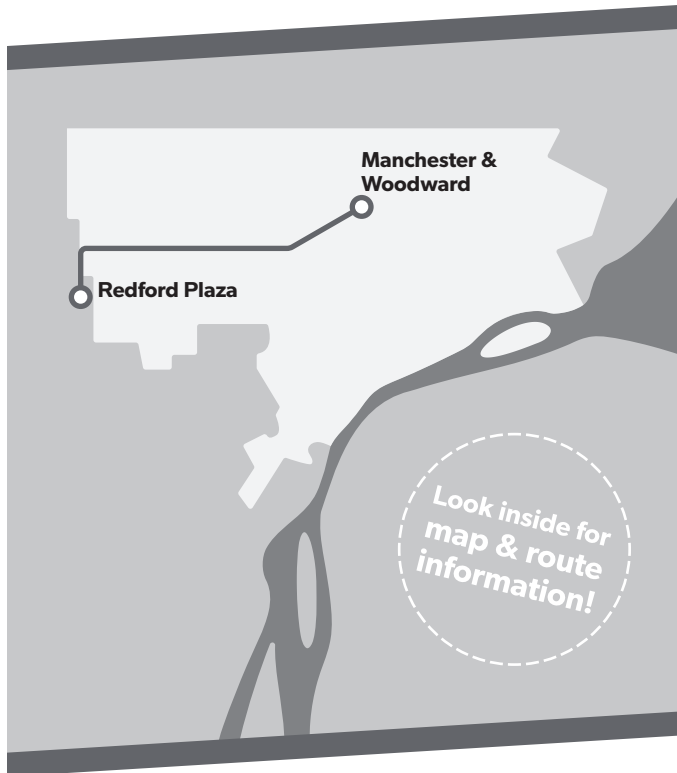 Manchester &
Woodward
Redford Plaza
Look inside for
map & route
information!